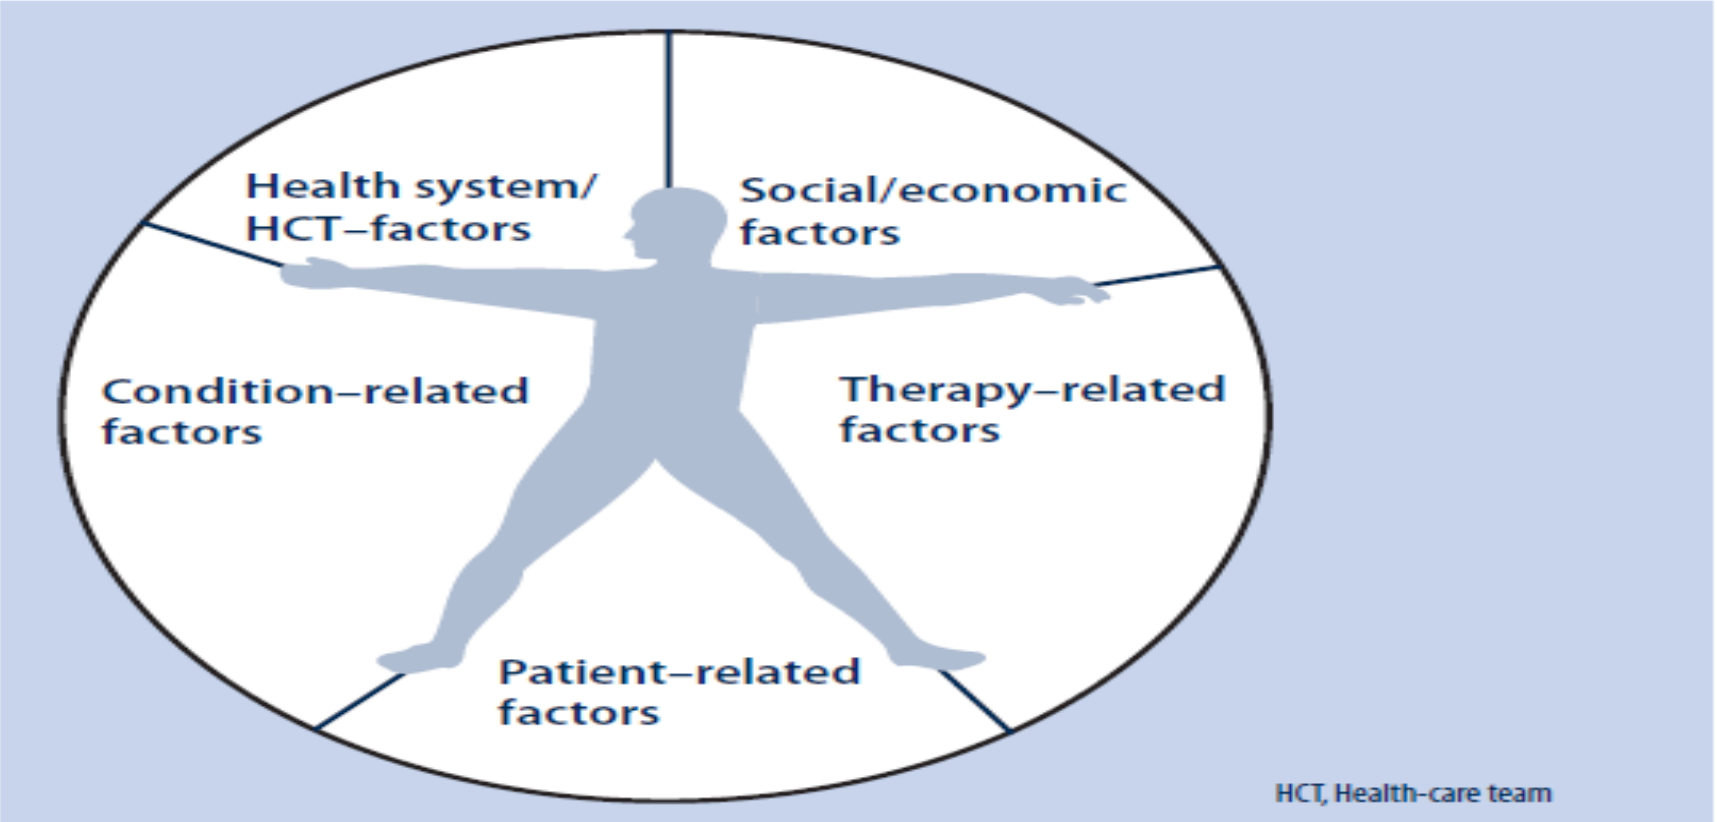 Health system/
HCT–factors
Social/economic
factors
Condition–related
factors
Therapy–related
factors
Patient–related
factors
HCT, Health-care team